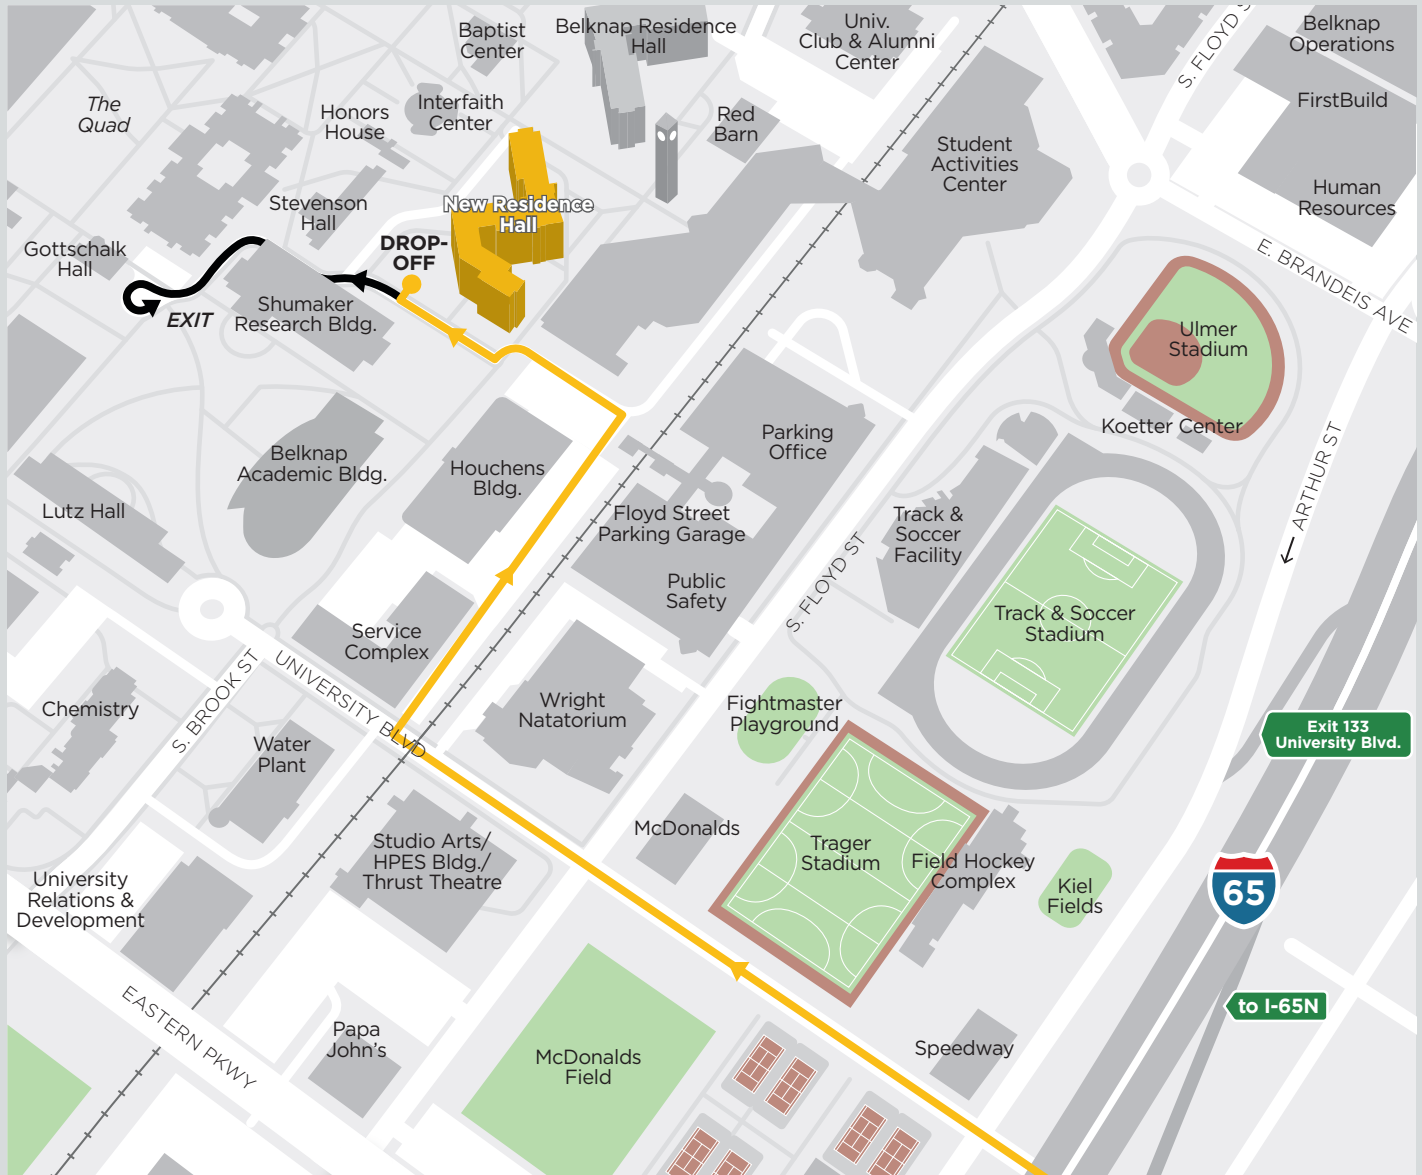 Baptist
Center
Belknap Residence
Hall
Univ.
Club & Alumni
Center
S. FLOYD S
Belknap
Operations
FirstBuild
The
Quad
Honors
House
Interfaith
Center
Red
Barn
Student
Activities
Center
Human
Resources
Stevenson
Hall
New Residence
Hall
Gottschalk
Hall
DROP-
OFF
E. BRANDEIS AVE
EXIT
Shumaker
Research Bldg.
Ulmer
Stadium
Koetter Center
Parking
Office
ARTHUR ST
Belknap
Academic Bldg.
Houchens
Bldg.
Lutz Hall
Floyd Street
Parking Garage
Track &
Soccer
Facility
S. FLOYD ST
Public
Safety
Track & Soccer
Stadium
Service
Complex
UNIVERSITY BLVD
S. BROOK ST
Chemistry
Wright
Natatorium
Fightmaster
Playground
Exit 133
University Blvd.
Water
Plant
McDonalds
Studio Arts/
HPES Bldg./
Thrust Theatre
Trager
Stadium
Field Hockey
Complex
Kiel
Fields
65
University
Relations &
Development
EASTERN PKWY
to I-65N
Papa
John's
McDonalds
Field
Speedway